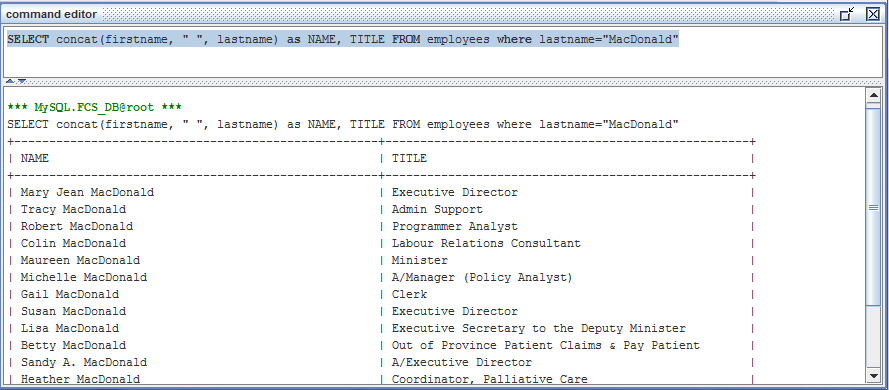 command editor
SELECT concat(firstname, " ", lastname) as NAME, TITLE FROM employees where lastname="MacDonald"
*** MySQL.FCS_DB@root ***
SELECT concat(firstname, " ", lastname) as NAME, TITLE FROM employees where lastname="MacDonald"
+----------------------------------------------------+----------------------------------------------------+
| NAME | TITLE |
+----------------------------------------------------+----------------------------------------------------+
| Mary Jean MacDonald | Executive Director |
| Tracy MacDonald | Admin Support |
| Robert MacDonald | Programmer Analyst |
| Colin MacDonald | Labour Relations Consultant |
| Maureen MacDonald | Minister |
| Michelle MacDonald | A/Manager (Policy Analyst) |
| Gail MacDonald | Clerk |
| Susan MacDonald | Executive Director |
| Lisa MacDonald | Executive Secretary to the Deputy Minister |
| Betty MacDonald | Out of Province Patient Claims & Pay Patient |
| Sandy A. MacDonald | A/Executive Director |
| Heather MacDonald | Coordinator, Palliative Care |